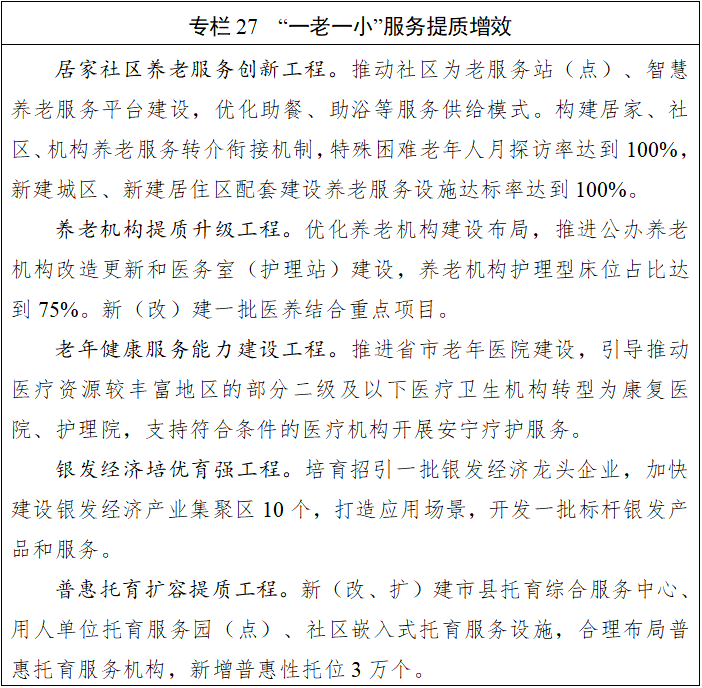 专栏 27 “一老一小”服务提质增效
居家社区养老服务创新工程。推动社区为老服务站（点）、智慧
养老服务平台建设，优化助餐、助浴等服务供给模式。构建居家、社
区、机构养老服务转介衔接机制，特殊困难老年人月探访率达到 100%，
新建城区、新建居住区配套建设养老服务设施达标率达到 100%。
养老机构提质升级工程。优化养老机构建设布局，推进公办养老
机构改造更新和医务室（护理站）建设，养老机构护理型床位占比达
到 75%。新（改）建一批医养结合重点项目。
老年健康服务能力建设工程。推进省市老年医院建设，引导推动
医疗资源较丰富地区的部分二级及以下医疗卫生机构转型为康复医
院、护理院，支持符合条件的医疗机构开展安宁疗护服务。
银发经济培优育强工程。培育招引一批银发经济龙头企业，加快
建设银发经济产业集聚区 10 个，打造应用场景，开发一批标杆银发产
品和服务。
普惠托育扩容提质工程。新（改、扩）建市县托育综合服务中心、
用人单位托育服务园（点）、社区嵌入式托育服务设施，合理布局普
惠托育服务机构，新增普惠性托位 3 万个。